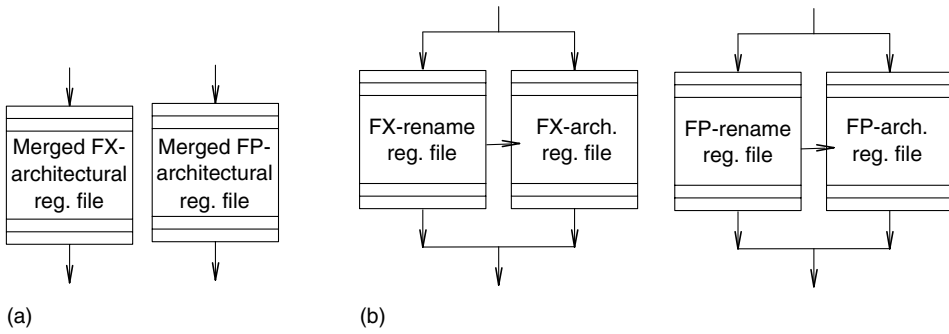 Merged FX-
architectural
reg. file
Merged FP-
architectural
reg. file
FX-rename
reg. file
FX-arch.
reg. file
FP-rename
reg. file
FP-arch.
reg. file
(a)
(b)